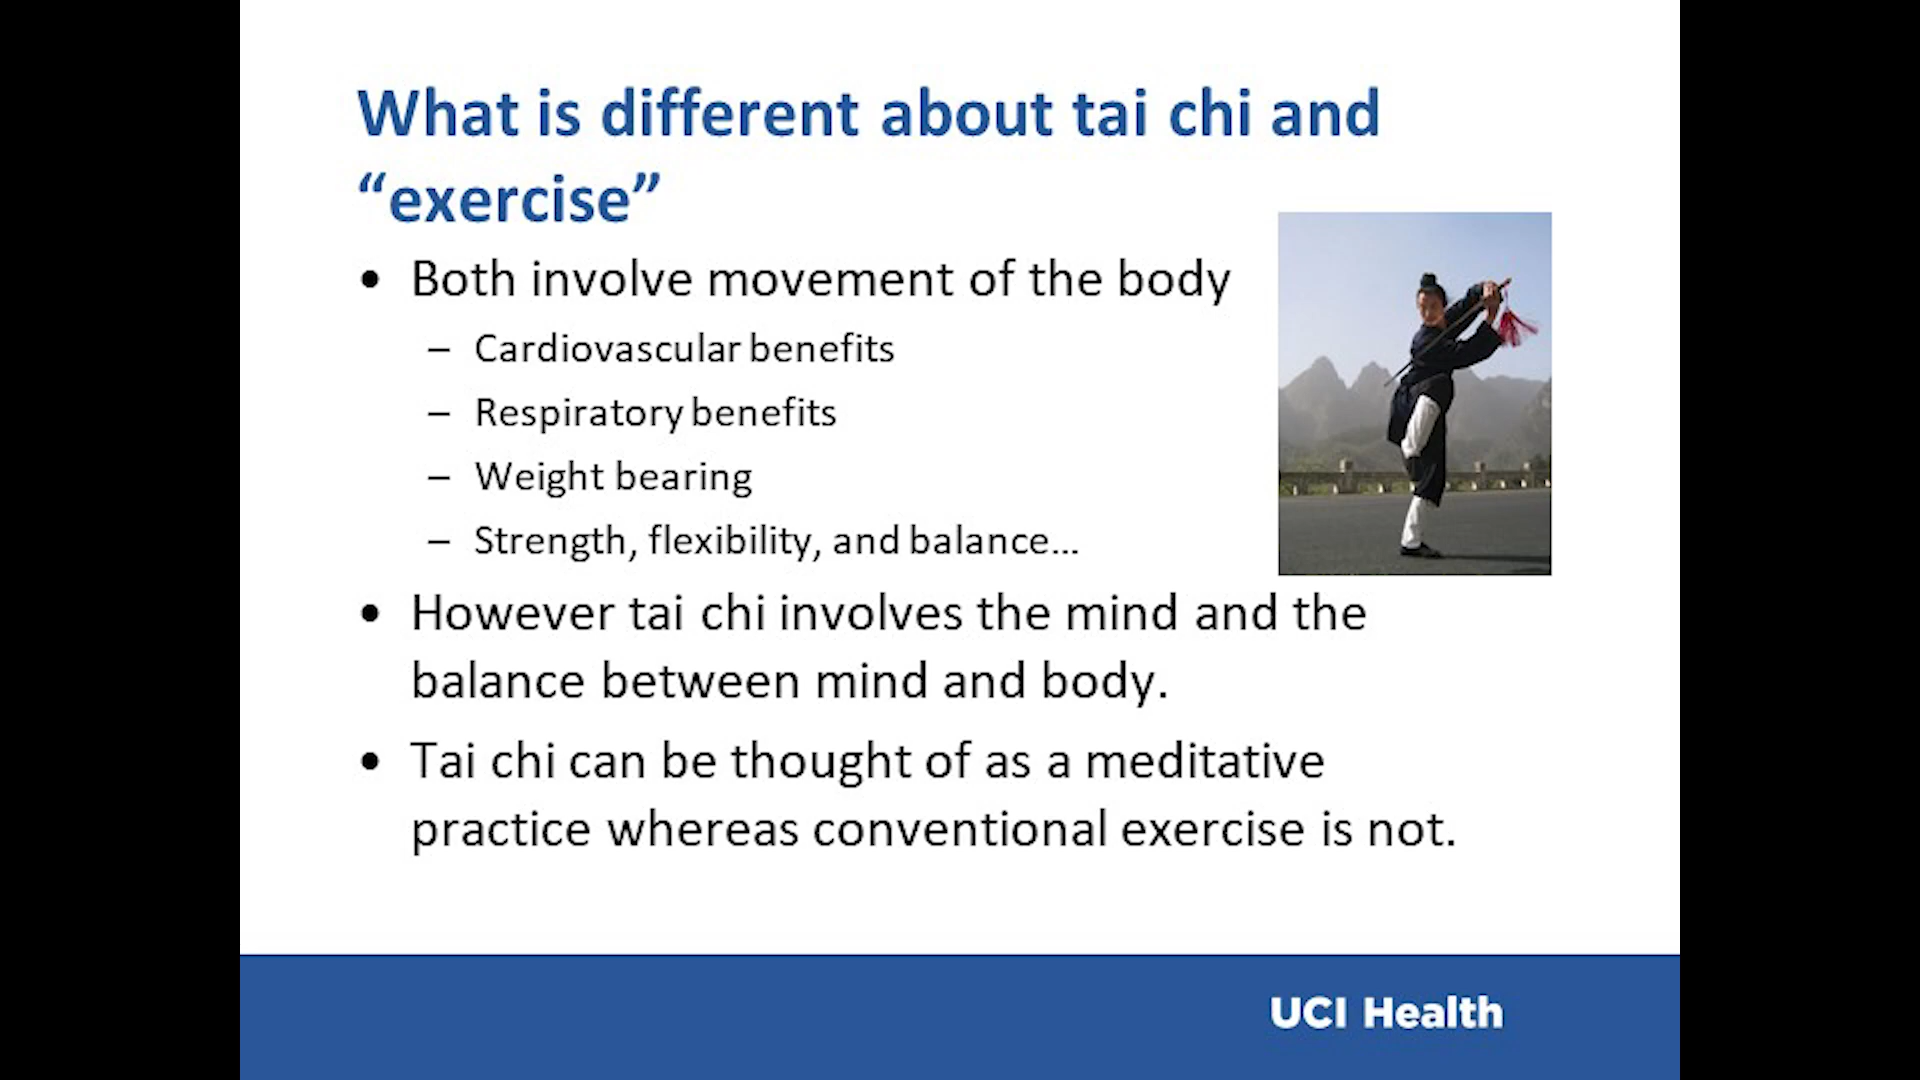 What is different about tai chi and
“exercise”
• Both involve movement of the body
– Cardiovascular benefits
– Respiratory benefits
– Weight bearing
– Strength, flexibility, and balance...
• However tai chi involves the mind and the
balance between mind and body.
• Tai chi can be thought of as a meditative
practice whereas conventional exercise is not.
UCI Health